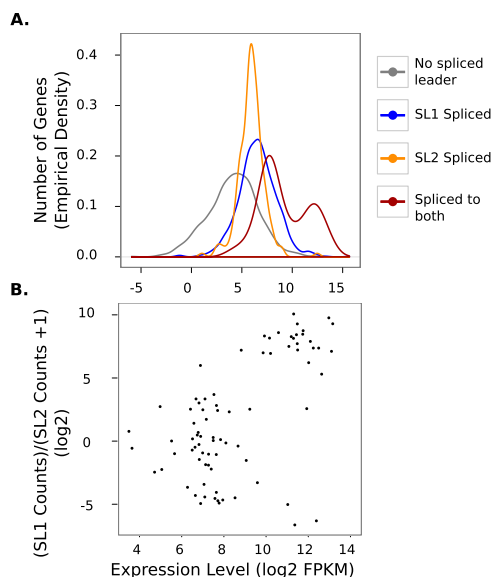 A.
Number of Genes
(Empirical Density)
0.4
0.3
0.2
0.1
0.0
-5
0
5
10
15
No spliced
leader
SL1 Spliced
SL2 Spliced
Spliced to
both
B.
(SL1 Counts)/(SL2 Counts +1)
(log2)
10
5
0
-5
4
6
8
10
12
14
Expression Level (log2 FPKM)